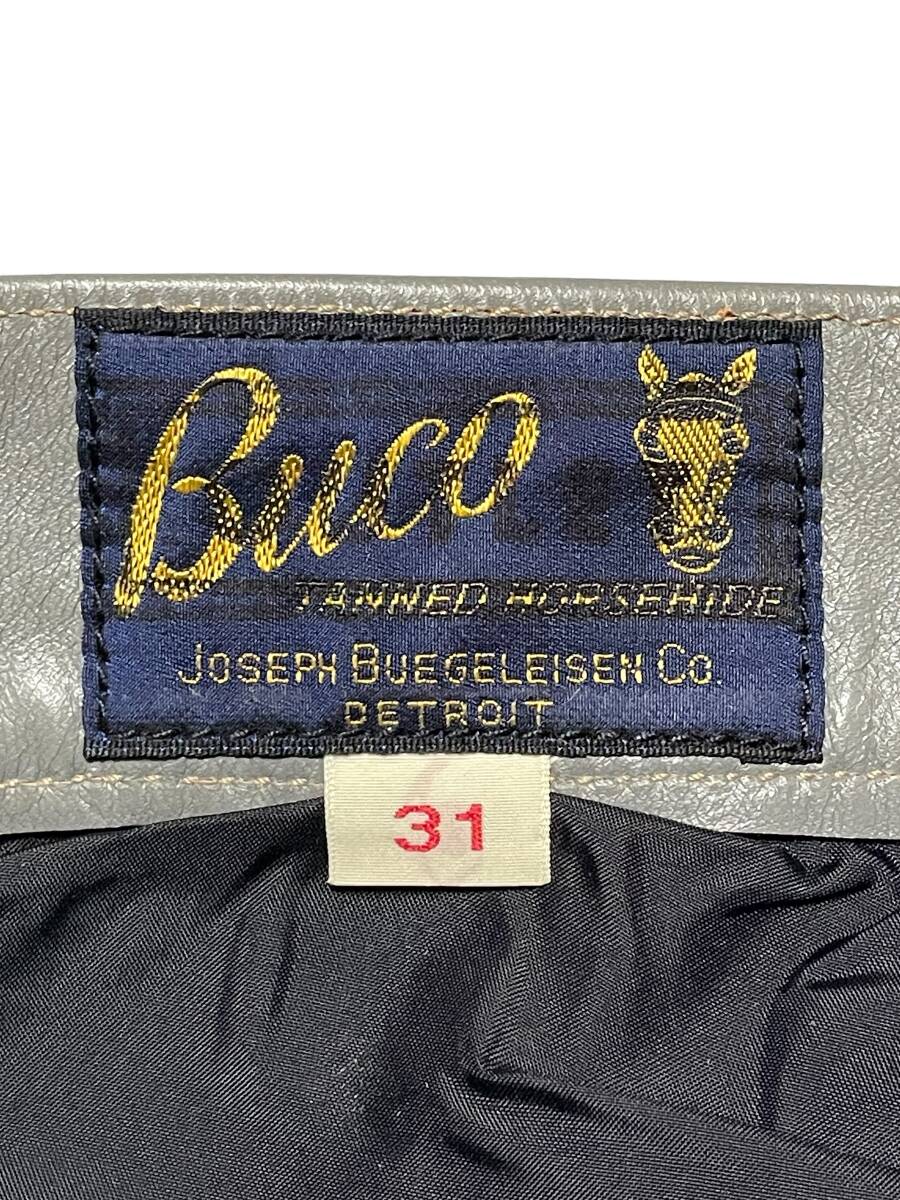 Buco
TANNED HORSEHIDE
JOSEPH BUEGELEISEN CO.
DETROIT
31